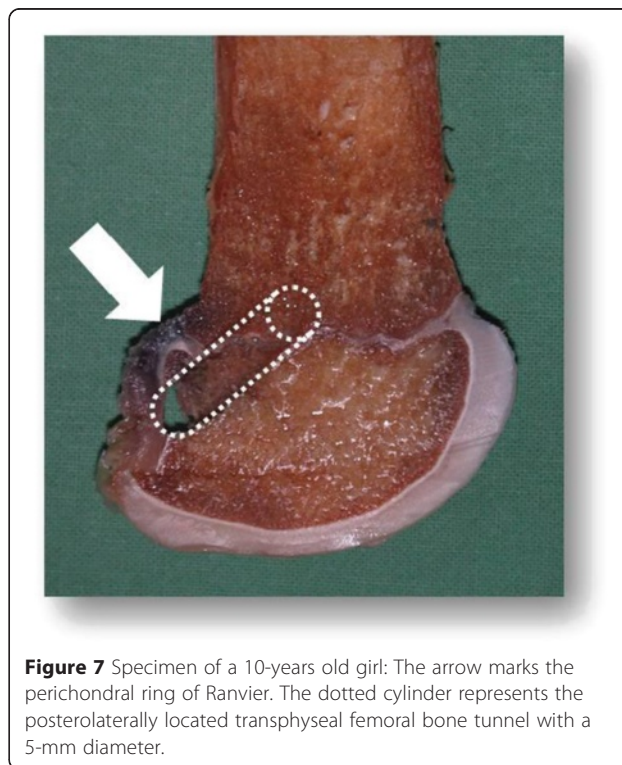 Figure 7 Specimen of a 10-years old girl: The arrow marks the
perichondral ring of Ranvier. The dotted cylinder represents the
posterolaterally located transphyseal femoral bone tunnel with a
5-mm diameter.